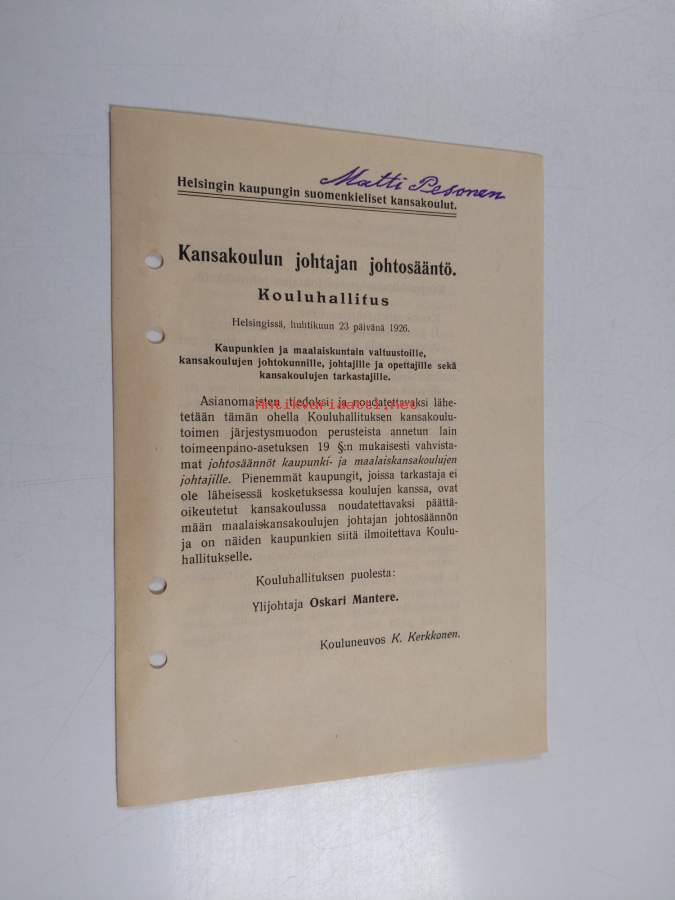 Matti Pesonen
Helsingin kaupungin suomenkieliset kansakoulut.
Kansakoulun johtajan johtosääntö.
Kouluhallitus
Helsingissä, huhtikuun 23 päivänä 1926.
Kaupunkien ja maalaiskuntain valtuustoille,
kansakoulujen johtokunnille, johtajille ja opettajille sekä
kansakoulujen tarkastajille.
Asianomaisten tiedoksi ja noudatettavaksi lähe-
Antikvariaatti.net
tetään tämän ohella Kouluhallituksen kansakoulu-
toimen järjestysmuodon perusteista annetun lain
toimeenpano-asetuksen 19 §:n mukaisesti vahvista-
mat johtosäännöt kaupunki- ja maalaiskansakoulujen
johtajille. Pienemmät kaupungit, joissa tarkastaja ei
ole läheisessä kosketuksessa koulujen kanssa, ovat
oikeutetut kansakoulussa noudatettavaksi päättä-
mään maalaiskansakoulujen johtajan johtosäännön
ja on näiden kaupunkien siitä ilmoitettava Koulu-
hallitukselle.
Kouluhallituksen puolesta:
Ylijohtaja Oskari Mantere.
Kouluneuvos K. Kerkkonen.